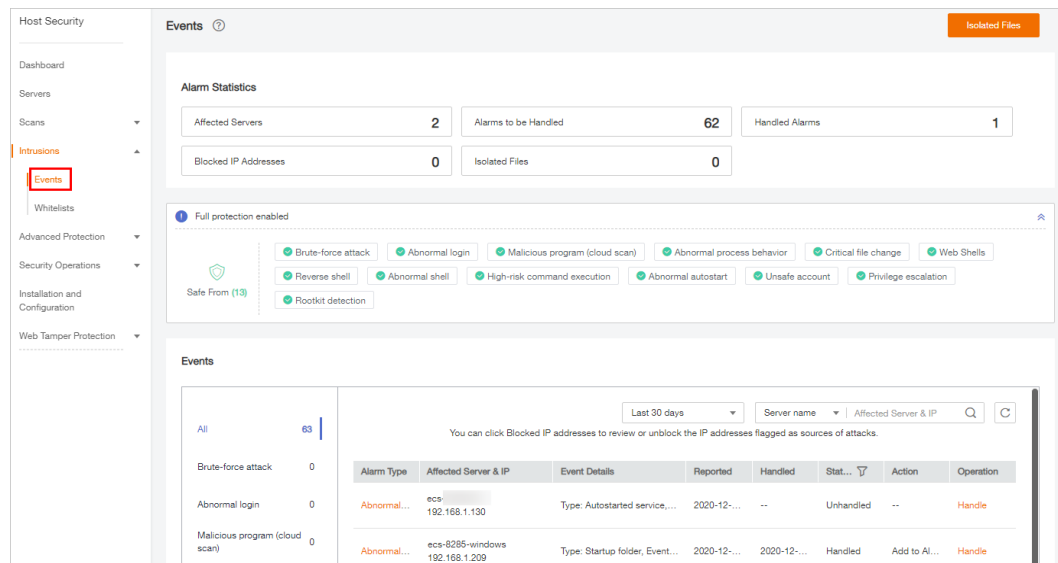 Host Security
Dashboard
Servers
Scans
Intrusions
Events
Whitelists
Advanced Protection
Security Operations
Installation and
Configuration
Web Tamper Protection
Events ?
Isolated Files
Alarm Statistics
Affected Servers 2
Alarms to be Handled 62
Handled Alarms 1
Blocked IP Addresses 0
Isolated Files 0
Full protection enabled
Safe From (13)
Brute-force attack
Abnormal login
Malicious program (cloud scan)
Abnormal process behavior
Critical file change
Web Shells
Reverse shell
Abnormal shell
High-risk command execution
Abnormal autostart
Unsafe account
Privilege escalation
Rootkit detection
Events
All 63
Brute-force attack 0
Abnormal login 0
Malicious program (cloud
scan) 0
Last 30 days
Server name
Affected Server & IP
You can click Blocked IP addresses to review or unblock the IP addresses flagged as sources of attacks.
Alarm Type Affected Server & IP Event Details Reported Handled Stat... Action Operation
Abnormal... ecs- 192.168.1.130 Type: Autostarted service,... 2020-12-... -- Unhandled -- Handle
Abnormal... ecs-8285-windows 192.168.1.209 Type: Startup folder, Event... 2020-12-... 2020-12-... Handled Add to Al... Handle